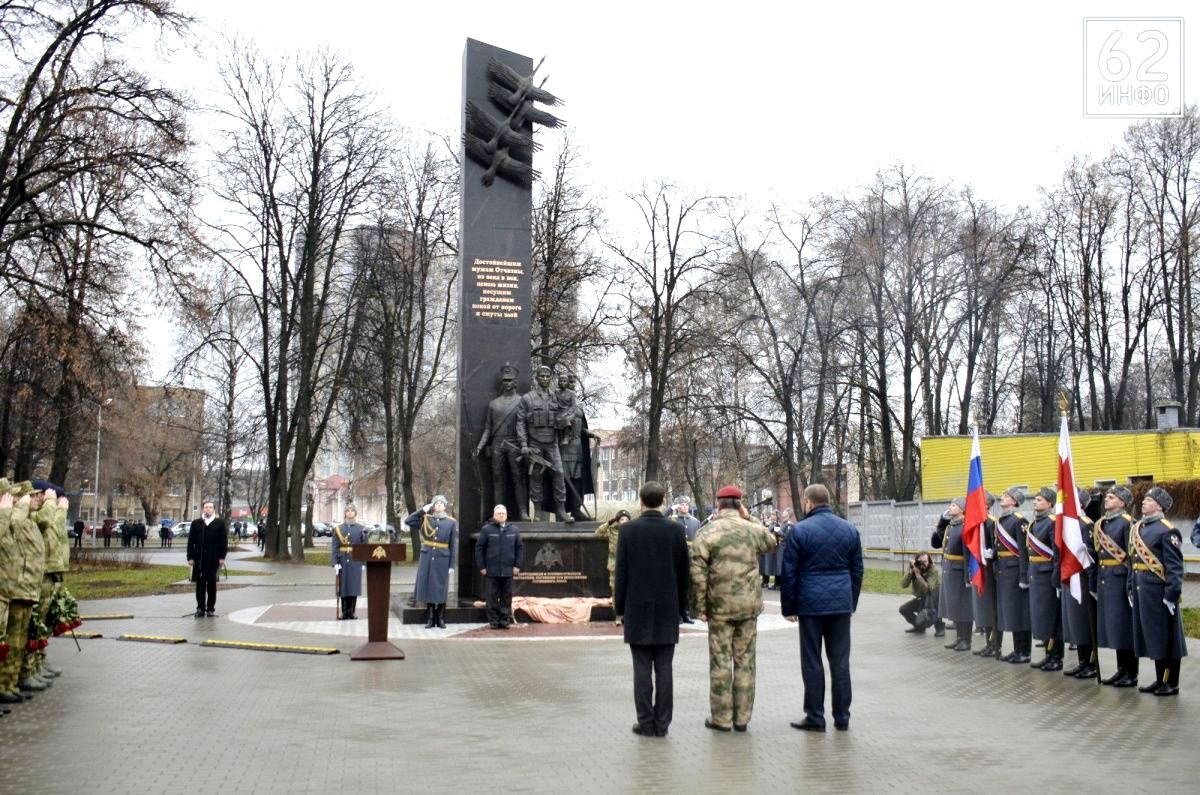 62
ИНФО
Достойнейшим
мужам Отчизны,
из века в век,
ценою жизни,
несущим
гражданам
покой от ворога
и смуты злой